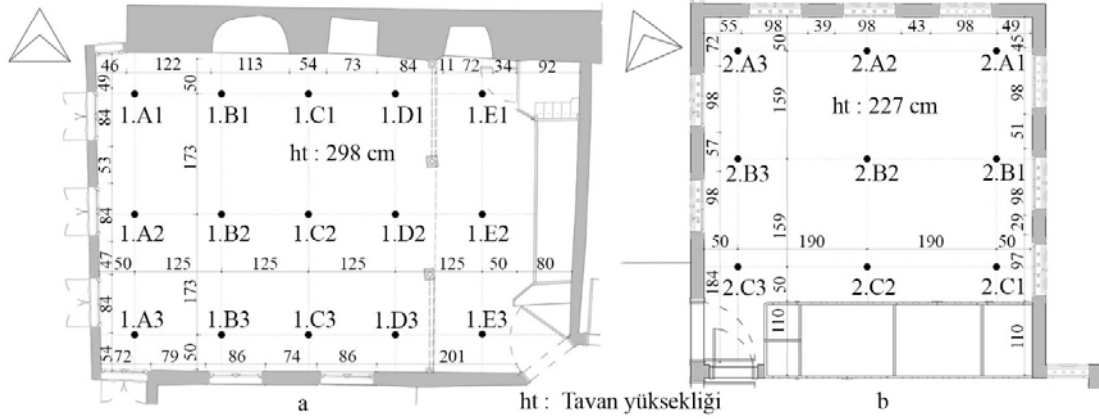 46 122 113 54 73 84 11 72 34 92
49 84 53 84 47 84 54
50 173 173 50
1.A1 1.B1 1.C1 1.D1 1.E1
ht : 298 cm
1.A2 1.B2 1.C2 1.D2 1.E2
50 125 125 125 125 50 80
1.A3 1.B3 1.C3 1.D3 1.E3
72 79 86 74 86 201
a
55 98 39 98 43 98 49
72 98 57 98 184
50 159 159 50
45 98 51 98 29 97 110
2.A3 2.A2 2.A1
ht : 227 cm
2.B3 2.B2 2.B1
50 190 190 50
2.C3 2.C2 2.C1
110
b
ht : Tavan yüksekliği